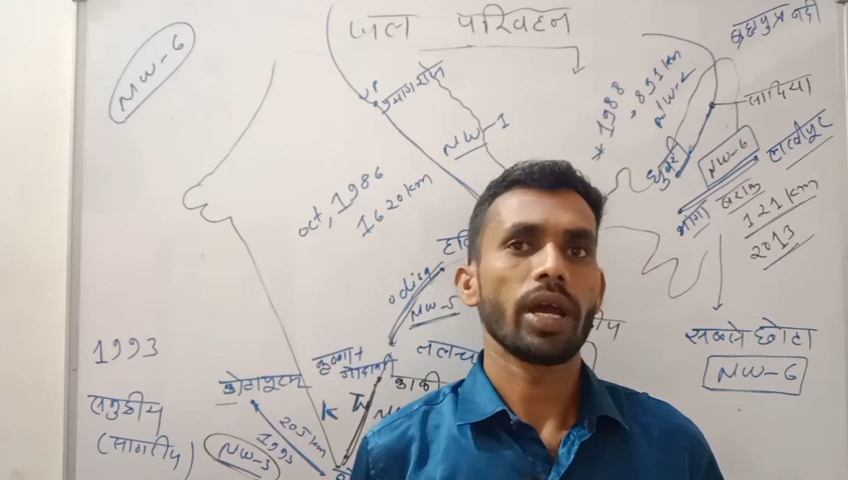 जल परिवहन
ब्रह्मपुत्र नदी
NW-6
UP
प्रयागराज
NW-1
* 1988
→ 891 km
NW-2
सादिया
धुबरी
NW-6
लखीपुर
भांगा
बराक
121 km
2013
oct, 1986
1620 km
odisa
NW-5
सबसे छोटा
NW-6
1993
समुद्रीय
(सागरीय)
कोट्टापुरम
205 km
1993
NW-3
कृष्णा +
गोदावरी
काकी
K